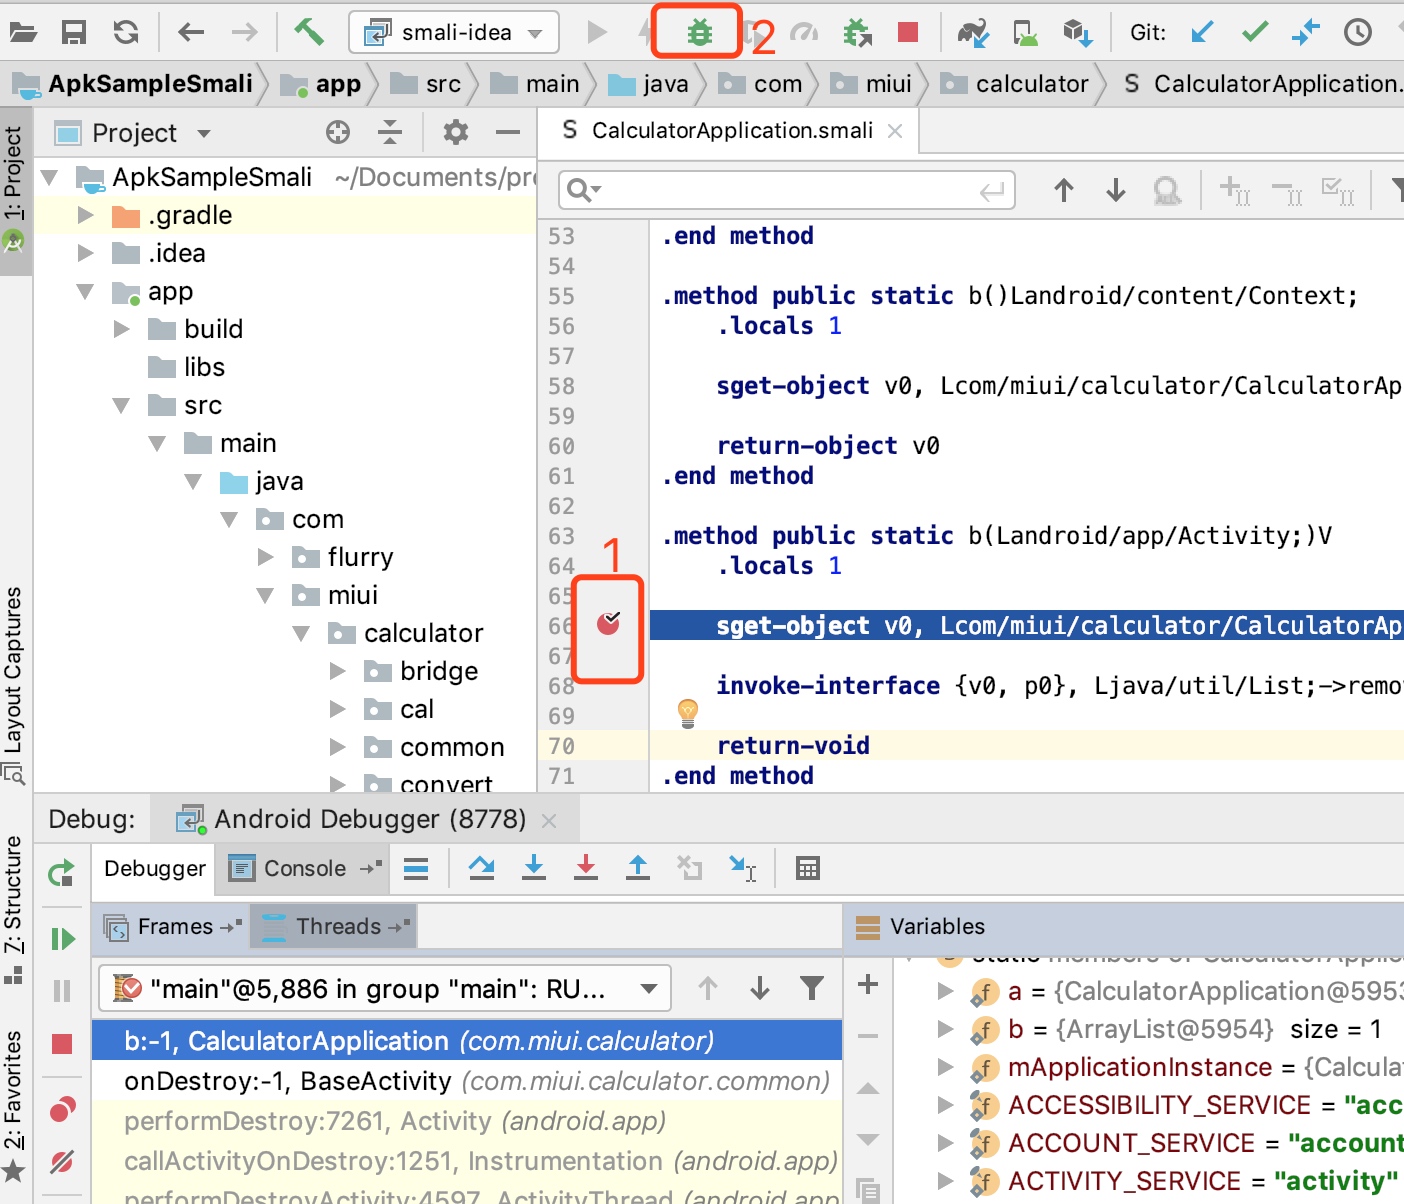 smali-idea
2
Git:
ApkSampleSmali
app
src
main
java
com
miui
calculator
S CalculatorApplication.
1: Project
Layout Captures
7: Structure
2: Favorites
Project
ApkSampleSmali ~/Documents/pr
.gradle
.idea
app
build
libs
src
main
java
com
flurry
miui
calculator
bridge
cal
common
convert
S CalculatorApplication.smali
53 .end method
54
55 .method public static b()Landroid/content/Context;
56 .locals 1
57
58 sget-object v0, Lcom/miui/calculator/CalculatorAp
59
60 return-object v0
61 .end method
62
63 .method public static b(Landroid/app/Activity;)V
1
64 .locals 1
65
66 sget-object v0, Lcom/miui/calculator/CalculatorAp
67
68 invoke-interface {v0, p0}, Ljava/util/List;->remo
69
70 return-void
71 .end method
Debug: Android Debugger (8778)
Debugger Console
Frames Threads
Variables
"main"@5,886 in group "main": RU...
b:-1, CalculatorApplication (com.miui.calculator)
onDestroy:-1, BaseActivity (com.miui.calculator.common)
performDestroy:7261, Activity (android.app)
callActivityOnDestroy:1251, Instrumentation (android.app)
performDestroyActivity:4597, ActivityThread (android.app
static members of CalculatorApplic
a = {CalculatorApplication@5953
b = {ArrayList@5954} size = 1
mApplicationInstance = {Calculat
ACCESSIBILITY_SERVICE = "acc
ACCOUNT_SERVICE = "account
ACTIVITY_SERVICE = "activity"